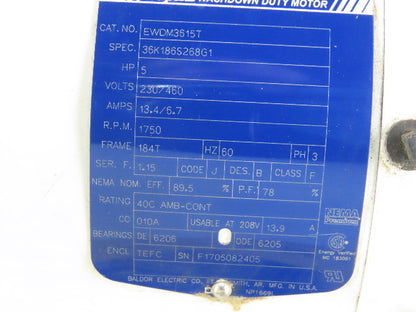 WASHDOWN DUTY MOTOR
CAT. NO. EWDM3615T
SPEC. 36K186S268G1
HP 5
VOLTS 230/460
AMPS 13.4/6.7
R.P.M. 1750
FRAME 184T HZ 60 PH 3
SER. F. 1.15 CODE J DES. B CLASS F
NEMA NOM. EFF. 89.5 % P.F. 78 %
RATING 40C AMB-CONT
CC 010A USABLE AT 208V 13.9 A
BEARINGS DE 6206 ODE 6205
ENCL TEFC SN F1705082405
NEMA
Premium
Energy Verified
BALDOR ELECTRIC CO. AR. MFG. IN U.S.A.